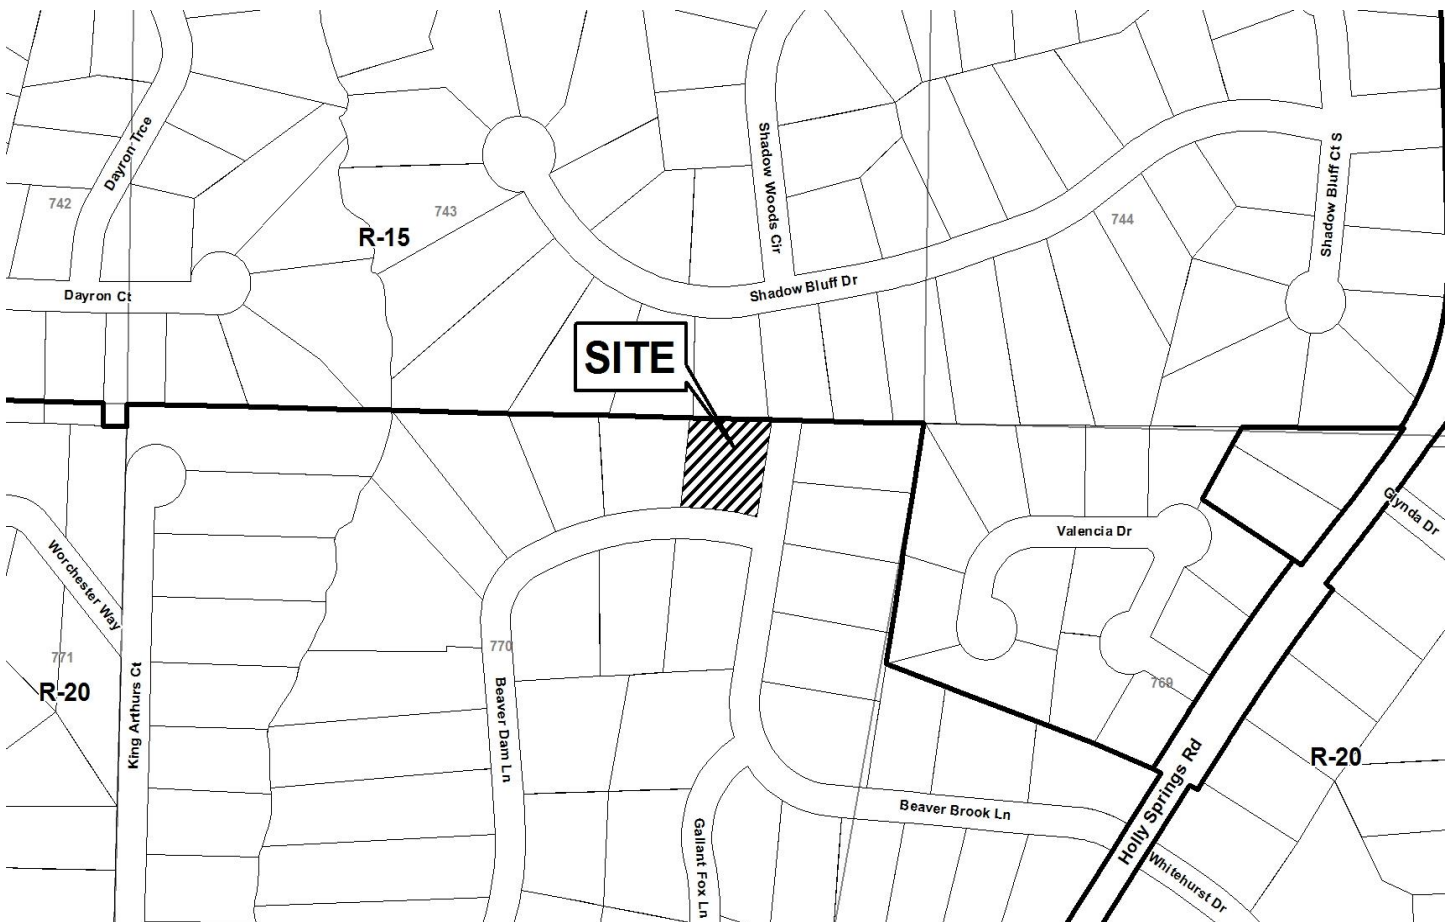 Dayron Trce
Shadow Woods Cir
Shadow Bluff Ct S
742
743
744
R-15
Dayron Ct
Shadow Bluff Dr
SITE
Glynda Dr
Valencia Dr
Worchester Way
771
770
769
R-20
King Arthurs Ct
Beaver Dam Ln
R-20
Holly Springs Rd
Beaver Brook Ln
Gallant Fox Ln
Whitehurst Dr